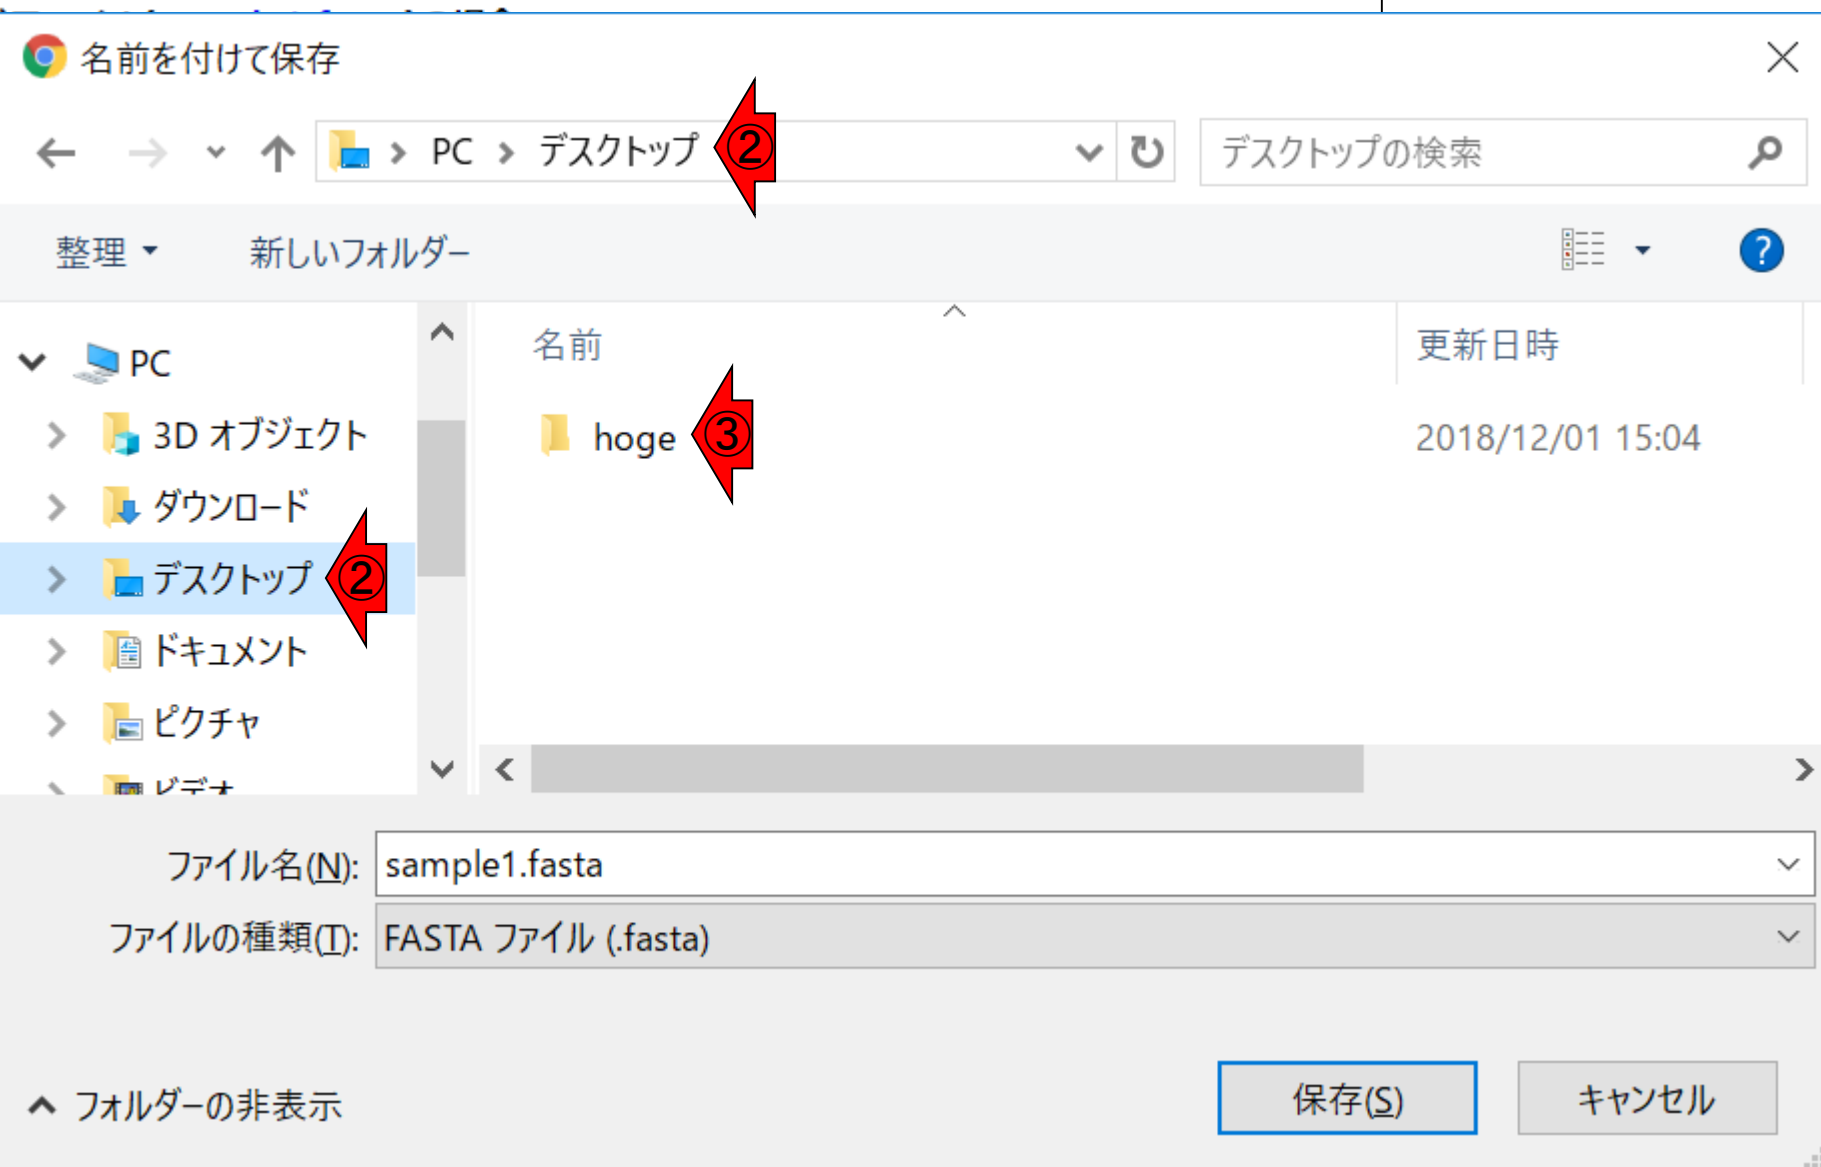 名前を付けて保存
PC デスクトップ ②
デスクトップの検索
整理 新しいフォルダー
?
PC
3D オブジェクト
ダウンロード
デスクトップ ②
ドキュメント
ピクチャ
ビデオ
名前 更新日時
hoge ③ 2018/12/01 15:04
ファイル名(N): sample1.fasta
ファイルの種類(T): FASTA ファイル (.fasta)
フォルダーの非表示
保存(S) キャンセル